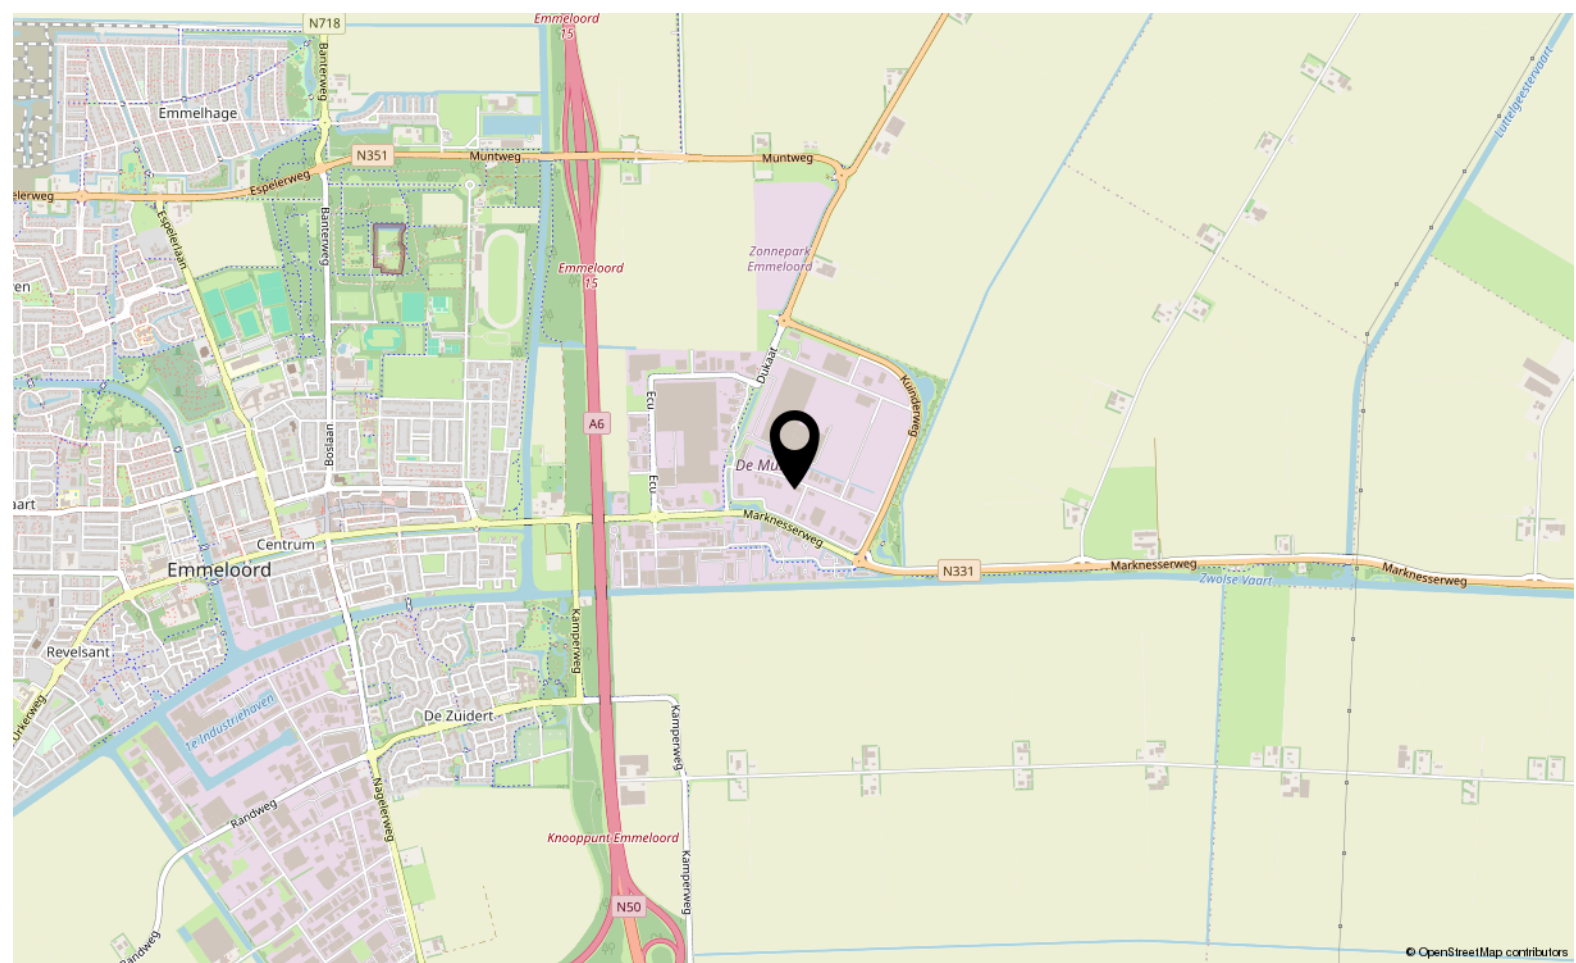 N718
Emmeloord
15
Banterweg
Emmelhage
N351
Muntweg
Muntweg
Espelerweg
elerweg
Espelerlaan
Banterweg
Luttelgeestervaart
Zonnepark
Emmeloord
Emmeloord
15
en
Dukaat
Kuinderweg
Ecu
A6
Boslaan
De Mu
Ecu
aart
Marknesserweg
Centrum
Emmeloord
N331
Marknesserweg
Zwolse Vaart
Marknesserweg
Kamperweg
Revelsant
Urkerweg
1e Industriehaven
De Zuidert
Kamperweg
Randweg
Nagelerweg
Knooppunt Emmeloord
Kamperweg
N50
Randweg
© OpenStreetMap contributors